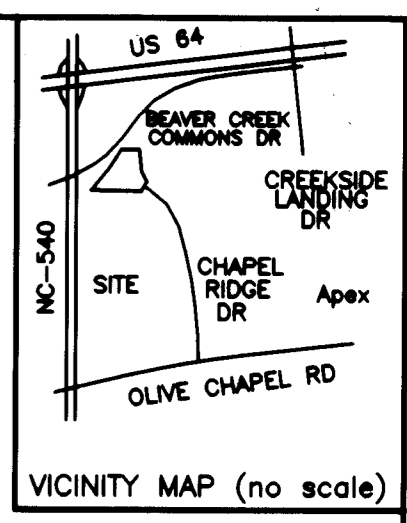 US 64
BEAVER CREEK
COMMONS DR
CREEKSIDE
LANDING
DR
NC-540
SITE
CHAPEL
RIDGE
DR
Apex
OLIVE CHAPEL RD
VICINITY MAP (no scale)